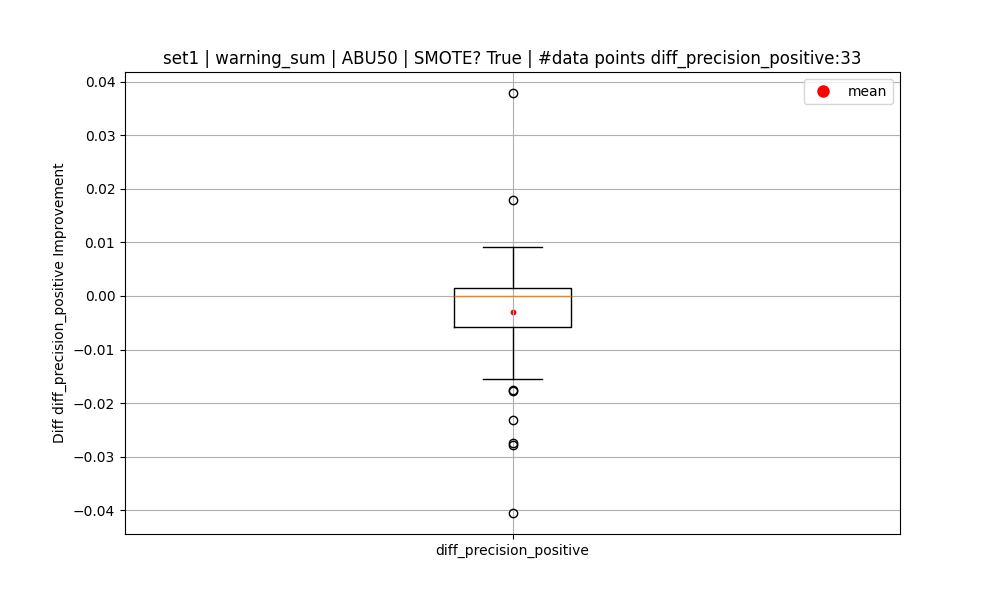 set1 | warning_sum | ABU50 | SMOTE? True | #data points diff_precision_positive:33
mean
0.04
0.03
0.02
0.01
0.00
−0.01
−0.02
−0.03
−0.04
Diff diff_precision_positive Improvement
diff_precision_positive